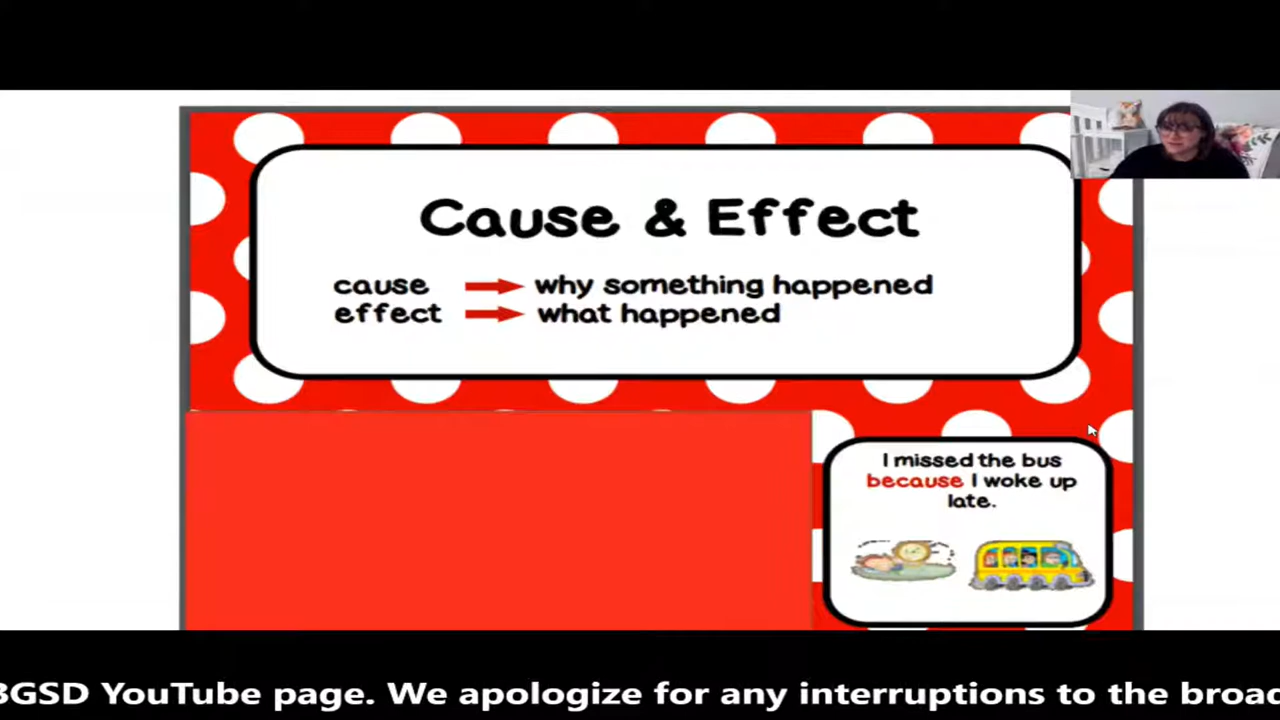 Cause & Effect
cause why something happened
effect what happened
I missed the bus
because I woke up
late.
BGSD YouTube page. We apologize for any interruptions to the broad